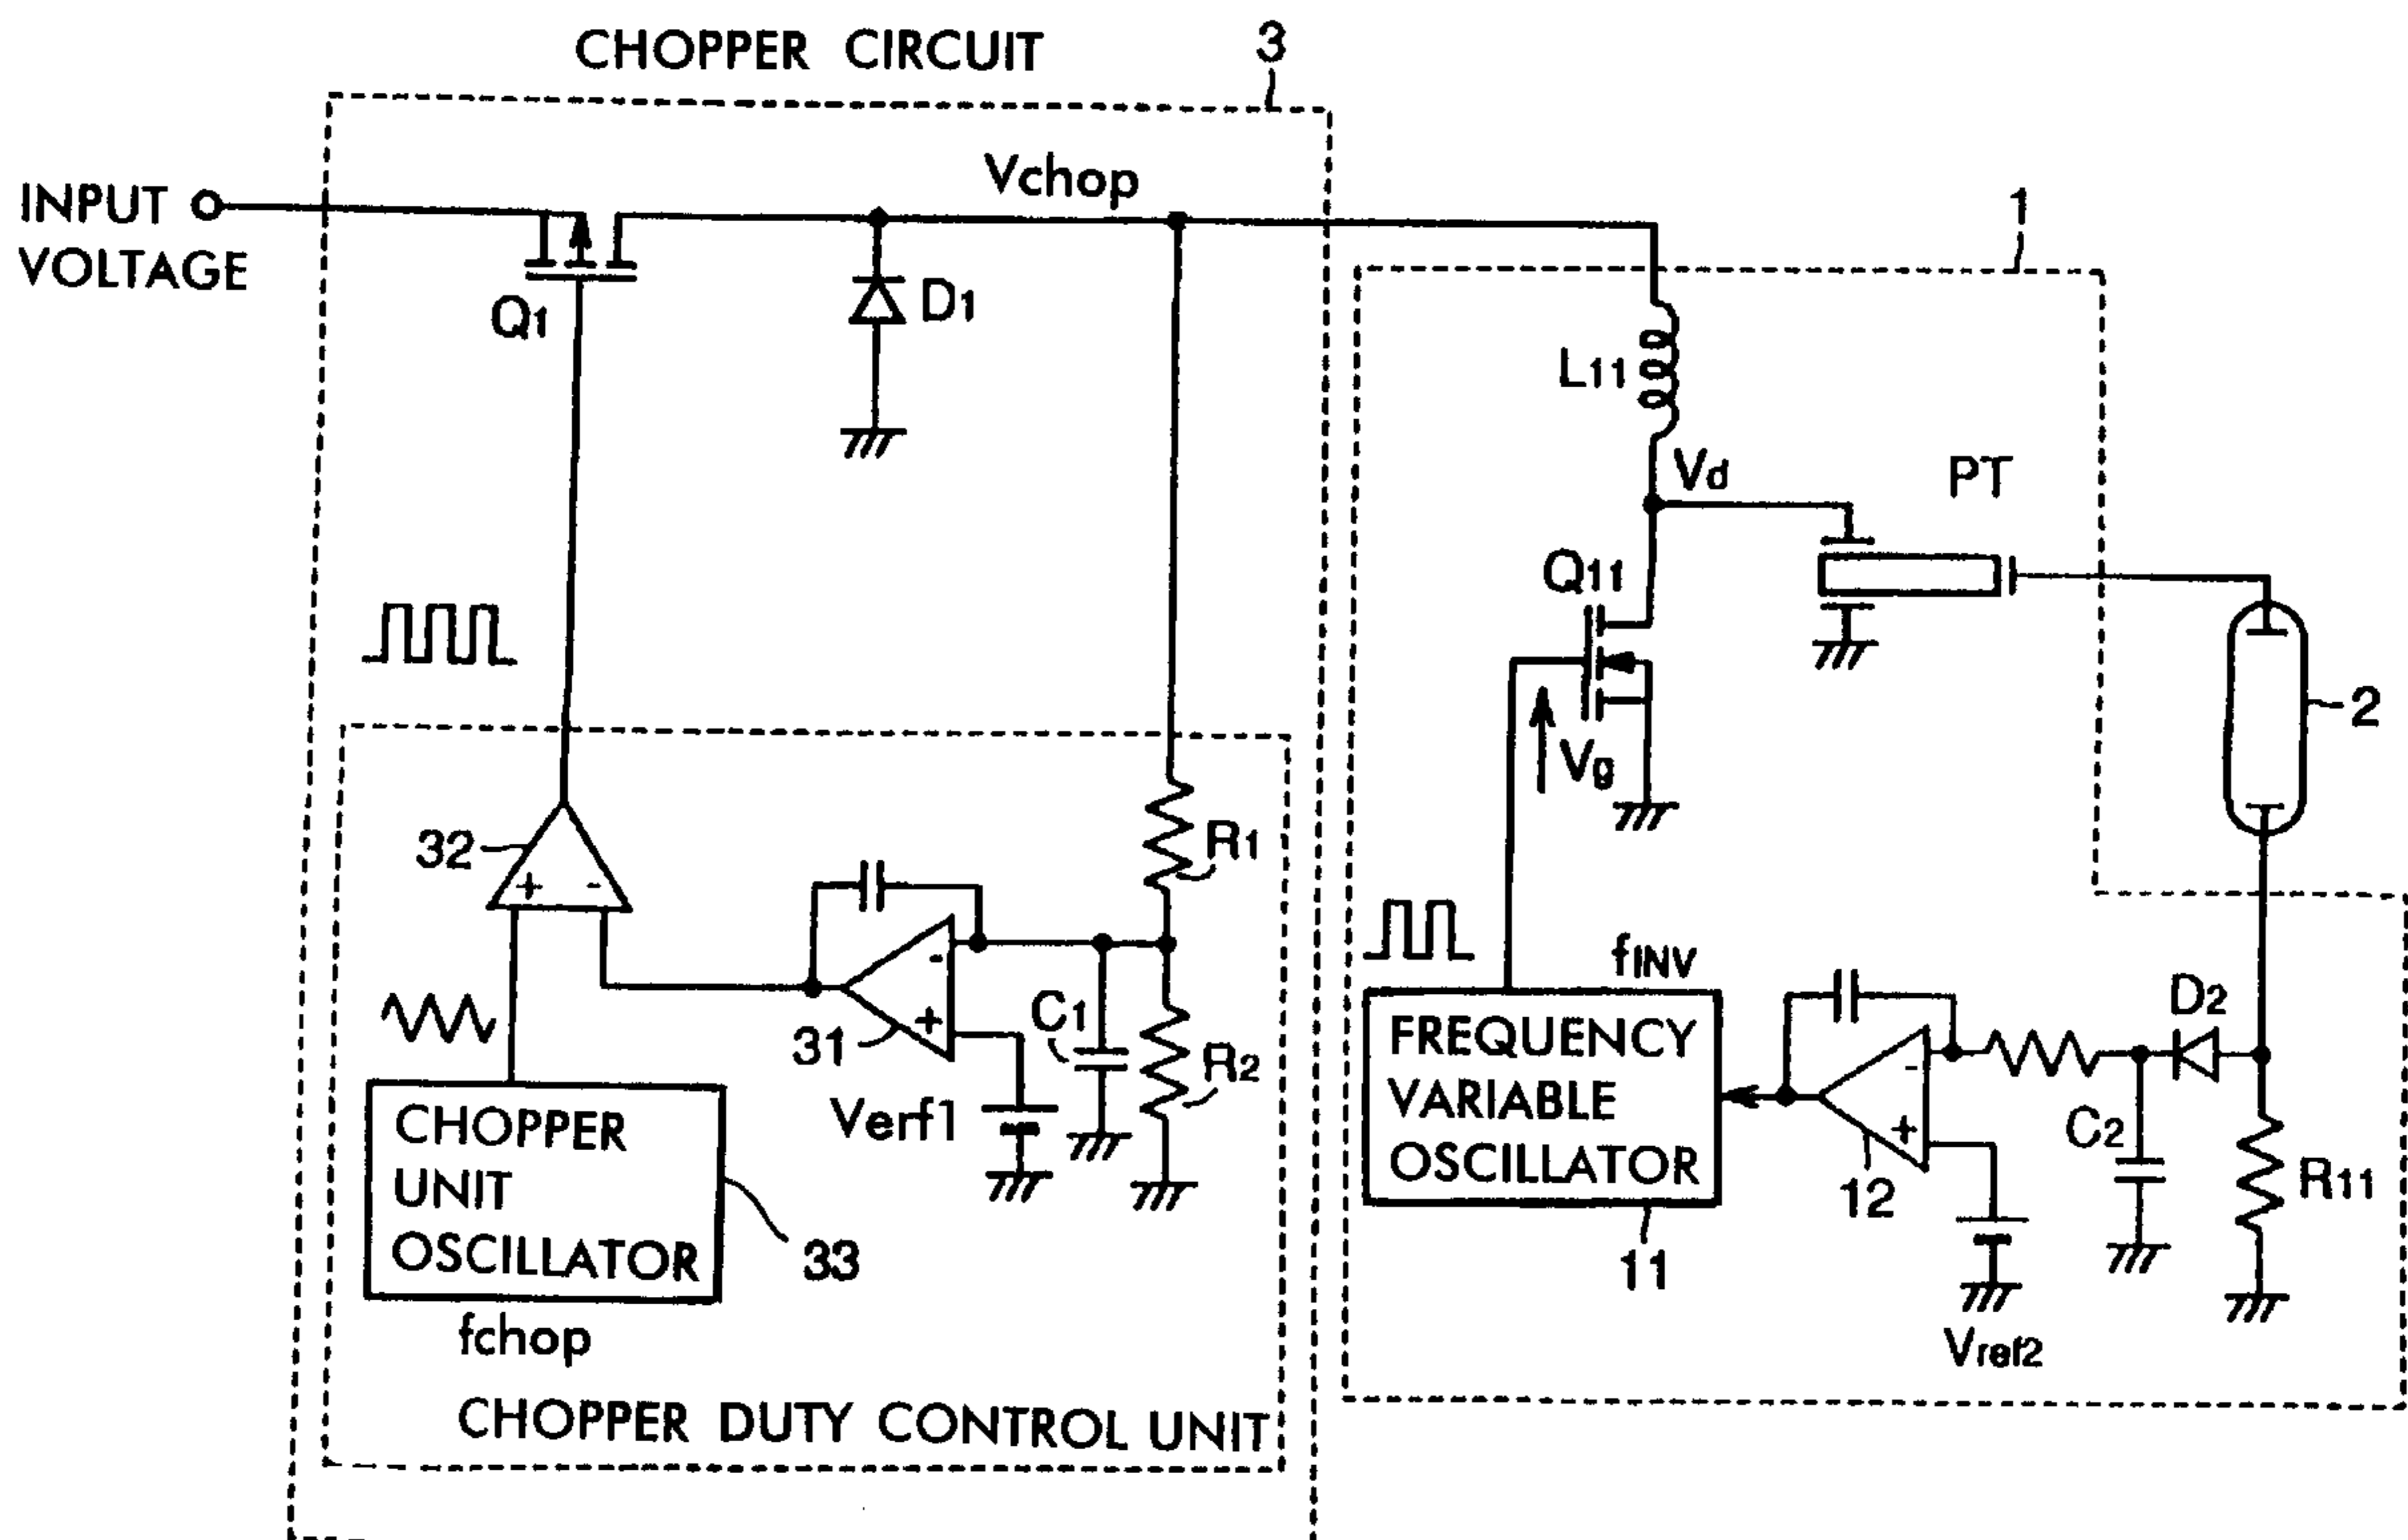 CHOPPER CIRCUIT
3
INPUT
VOLTAGE
Vchop
1
Q1
D1
L11
Vd
PT
Q11
2
Vg
32
+ -
R1
fINV
-
+
31
C1
R2
Verf1
CHOPPER
UNIT
OSCILLATOR
33
fchop
CHOPPER DUTY CONTROL UNIT
FREQUENCY
VARIABLE
OSCILLATOR
11
-
+
12
D2
C2
R11
Vref2